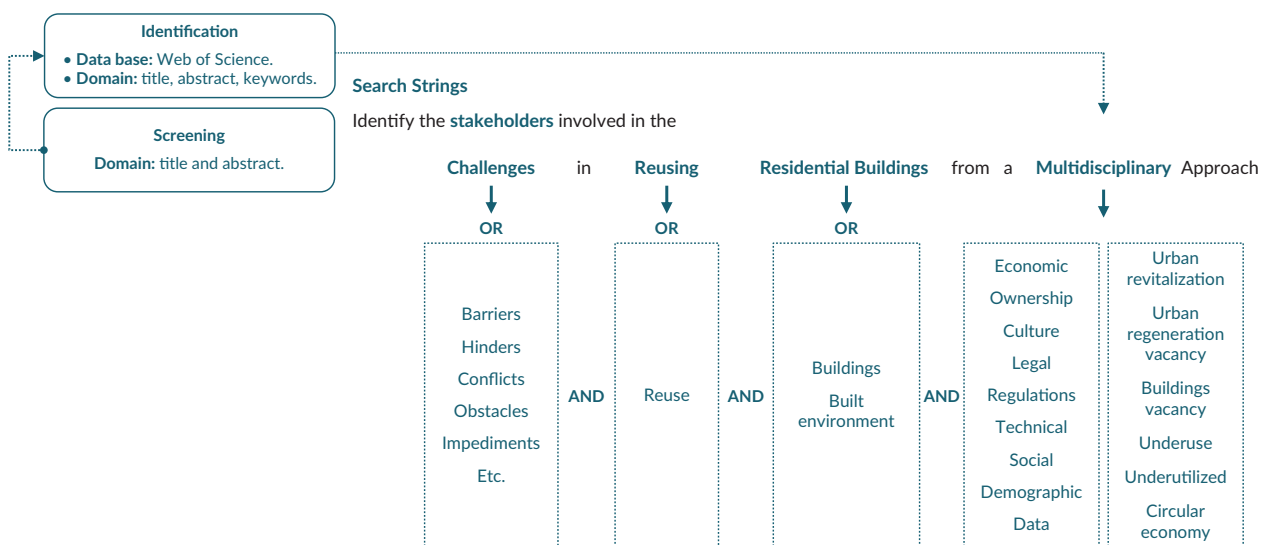 Identification
• Data base: Web of Science.
• Domain: title, abstract, keywords.
Screening
Domain: title and abstract.
Search Strings
Identify the stakeholders involved in the
Challenges in Reusing Residential Buildings from a Multidisciplinary Approach
OR OR OR
Barriers
Hinders
Conflicts
Obstacles
Impediments
Etc.
AND
Reuse
AND
Buildings
Built
environment
AND
Economic
Ownership
Culture
Legal
Regulations
Technical
Social
Demographic
Data
Urban
revitalization
Urban
regeneration
vacancy
Buildings
vacancy
Underuse
Underutilized
Circular
economy